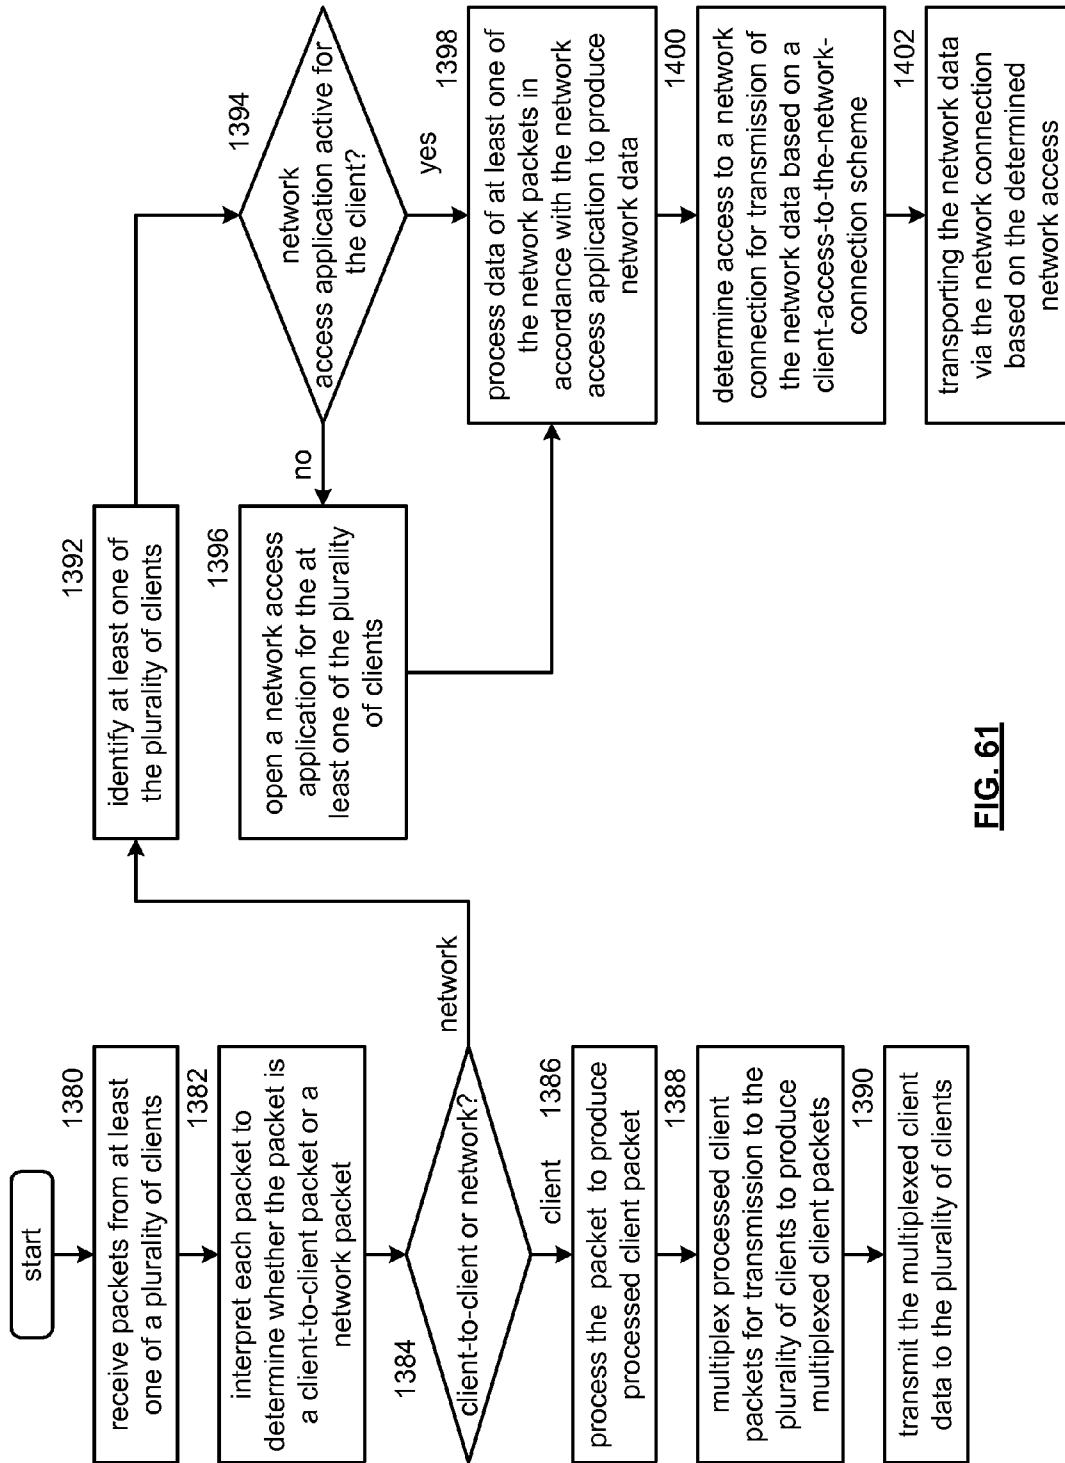 start
1380
receive packets from at least
one of a plurality of clients
1382
interpret each packet to
determine whether the packet is
a client-to-client packet or a
network packet
1384
client-to-client or network?
network
client
1386
process the packet to produce
processed client packet
1388
multiplex processed client
packets for transmission to the
plurality of clients to produce
multiplexed client packets
1390
transmit the multiplexed client
data to the plurality of clients
1392
identify at least one of
the plurality of clients
1394
network
access application active for
the client?
no
yes
1396
open a network access
application for the at
least one of the plurality
of clients
1398
process data of at least one of
the network packets in
accordance with the network
access application to produce
network data
1400
determine access to a network
connection for transmission of
the network data based on a
client-access-to-the-network-
connection scheme
1402
transporting the network data
via the network connection
based on the determined
network access
FIG. 61